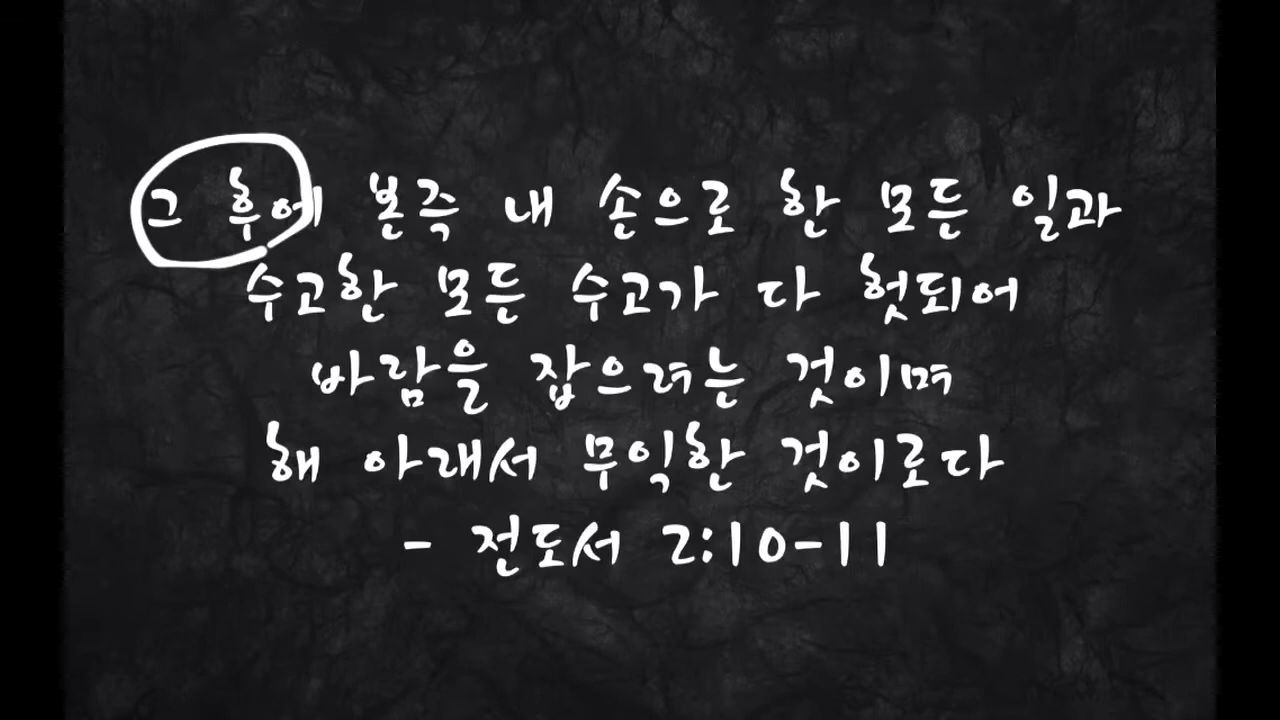 그 후에 본즉 내 손으로 한 모든 일과
수고한 모든 수고가 다 헛되어
바람을 잡으려는 것이며
해 아래서 무익한 것이로다
- 전도서 2:10-11